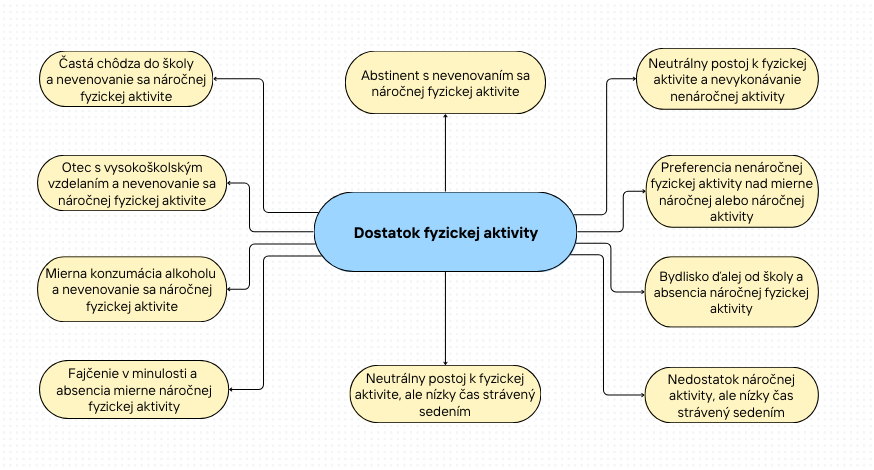 Častá chôdza do školy
a nevenovanie sa náročnej
fyzickej aktivite
Abstinent s nevenovaním sa
náročnej fyzickej aktivite
Neutrálny postoj k fyzickej
aktivite a nevykonávanie
nenáročnej aktivity
Otec s vysokoškolským
vzdelaním a nevenovanie sa
náročnej fyzickej aktivite
Preferencia nenáročnej
fyzickej aktivity nad mierne
náročnej alebo náročnej
aktivity
Dostatok fyzickej aktivity
Mierna konzumácia alkoholu
a nevenovanie sa náročnej
fyzickej aktivite
Bydlisko ďalej od školy a
absencia náročnej fyzickej
aktivity
Fajčenie v minulosti a
absencia mierne náročnej
fyzickej aktivity
Neutrálny postoj k fyzickej
aktivite, ale nízky čas strávený
sedením
Nedostatok náročnej
aktivity, ale nízky čas
strávený sedením